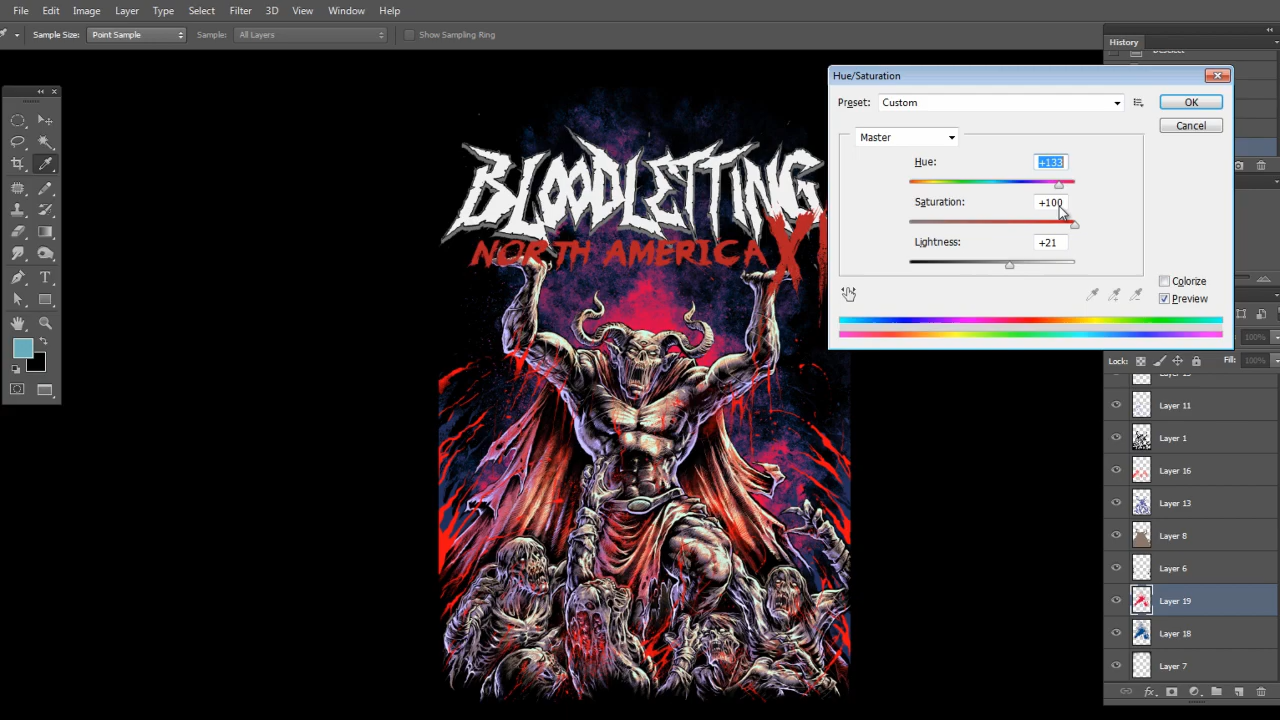 File Edit Image Layer Type Select Filter 3D View Window Help
Sample Size: Point Sample Sample: All Layers Show Sampling Ring
History
Deselect
Hue/Saturation
Preset: Custom OK
Cancel
Master
Hue: +133
Saturation: +100
Lightness: +21
Colorize
Preview
BLOODLETTING
NORTH AMERICA
100%
Lock: Fill: 100%
Layer 11
Layer 1
Layer 16
Layer 13
Layer 8
Layer 6
Layer 19
Layer 18
Layer 7